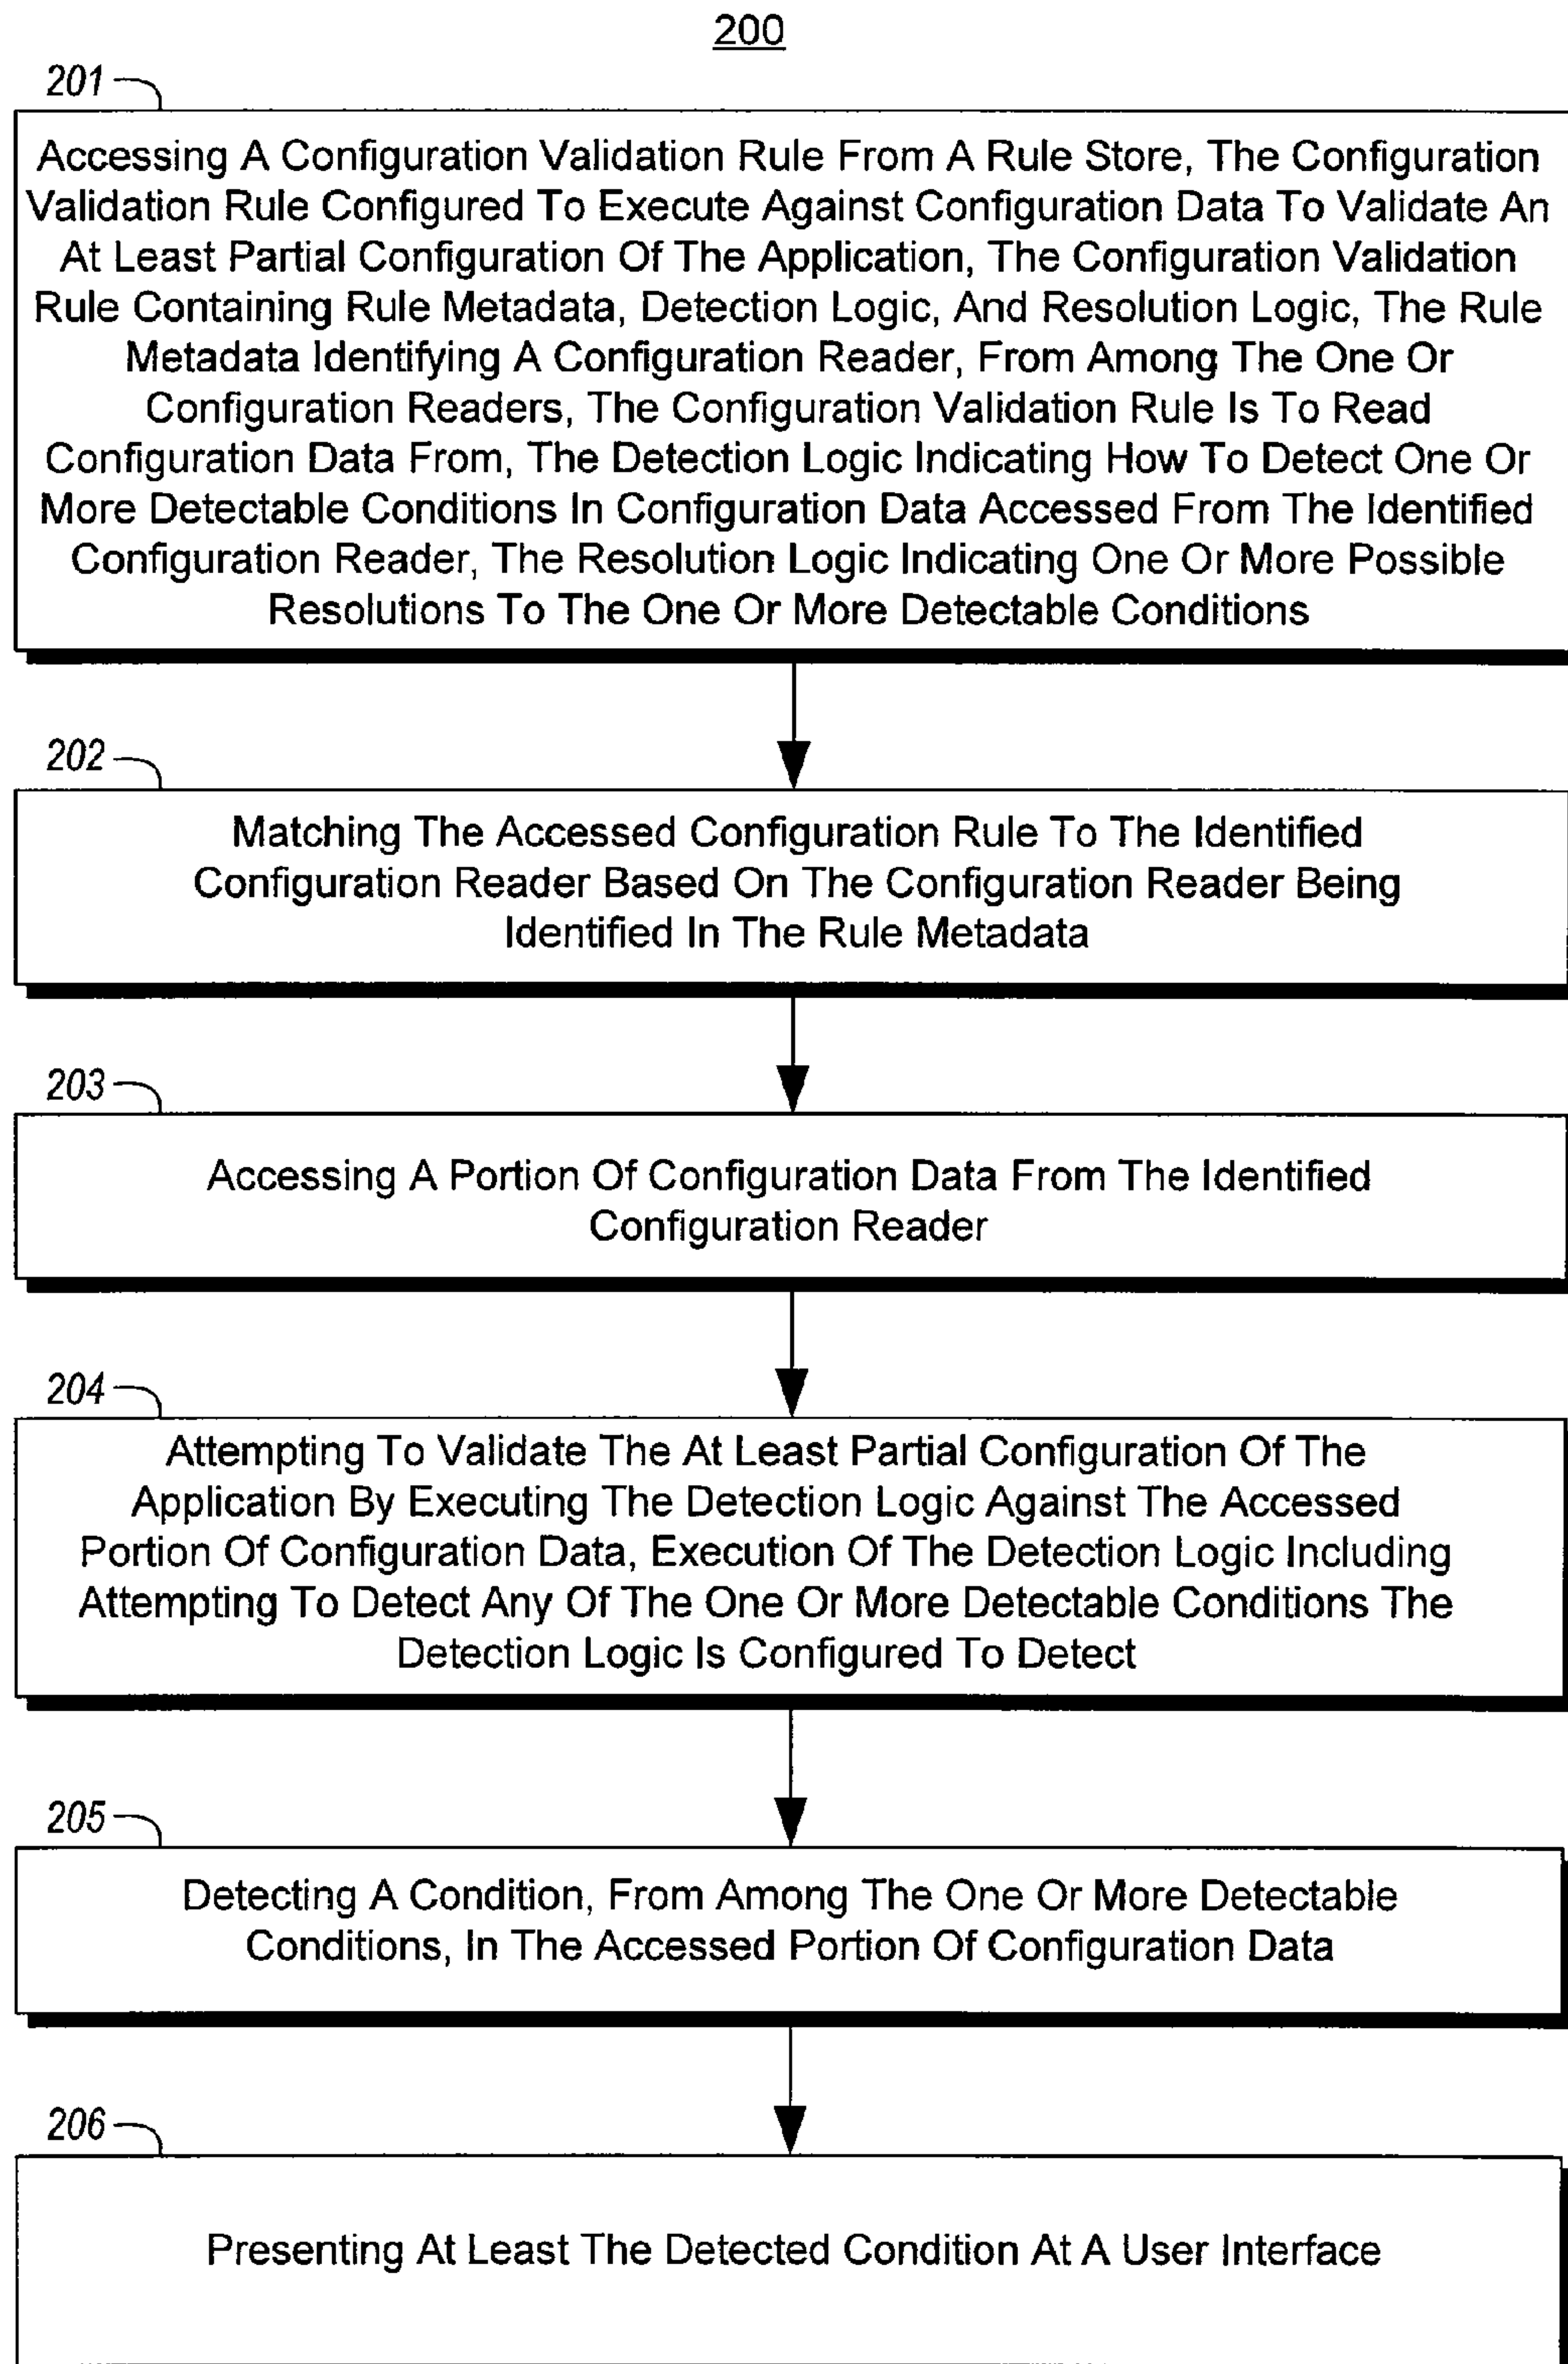 200
201
Accessing A Configuration Validation Rule From A Rule Store, The Configuration
Validation Rule Configured To Execute Against Configuration Data To Validate An
At Least Partial Configuration Of The Application, The Configuration Validation
Rule Containing Rule Metadata, Detection Logic, And Resolution Logic, The Rule
Metadata Identifying A Configuration Reader, From Among The One Or
Configuration Readers, The Configuration Validation Rule Is To Read
Configuration Data From, The Detection Logic Indicating How To Detect One Or
More Detectable Conditions In Configuration Data Accessed From The Identified
Configuration Reader, The Resolution Logic Indicating One Or More Possible
Resolutions To The One Or More Detectable Conditions
202
Matching The Accessed Configuration Rule To The Identified
Configuration Reader Based On The Configuration Reader Being
Identified In The Rule Metadata
203
Accessing A Portion Of Configuration Data From The Identified
Configuration Reader
204
Attempting To Validate The At Least Partial Configuration Of The
Application By Executing The Detection Logic Against The Accessed
Portion Of Configuration Data, Execution Of The Detection Logic Including
Attempting To Detect Any Of The One Or More Detectable Conditions The
Detection Logic Is Configured To Detect
205
Detecting A Condition, From Among The One Or More Detectable
Conditions, In The Accessed Portion Of Configuration Data
206
Presenting At Least The Detected Condition At A User Interface